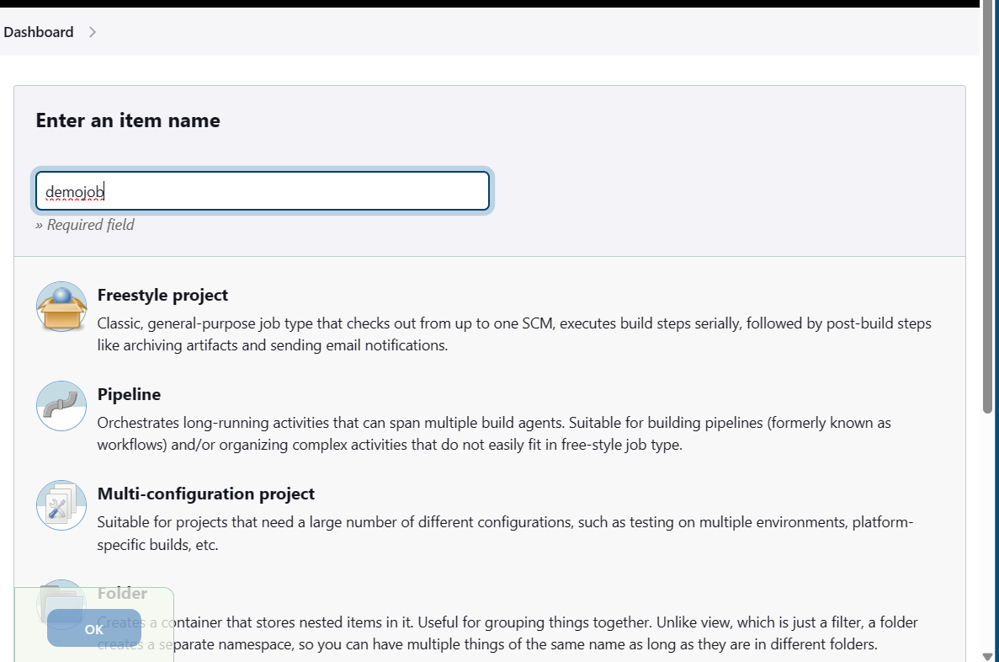 Dashboard
Enter an item name
demojob
» Required field
Freestyle project
Classic, general-purpose job type that checks out from up to one SCM, executes build steps serially, followed by post-build steps
like archiving artifacts and sending email notifications.
Pipeline
Orchestrates long-running activities that can span multiple build agents. Suitable for building pipelines (formerly known as
workflows) and/or organizing complex activities that do not easily fit in free-style job type.
Multi-configuration project
Suitable for projects that need a large number of different configurations, such as testing on multiple environments, platform-
specific builds, etc.
Folder
Creates a container that stores nested items in it. Useful for grouping things together. Unlike view, which is just a filter, a folder
creates a separate namespace, so you can have multiple things of the same name as long as they are in different folders.
OK